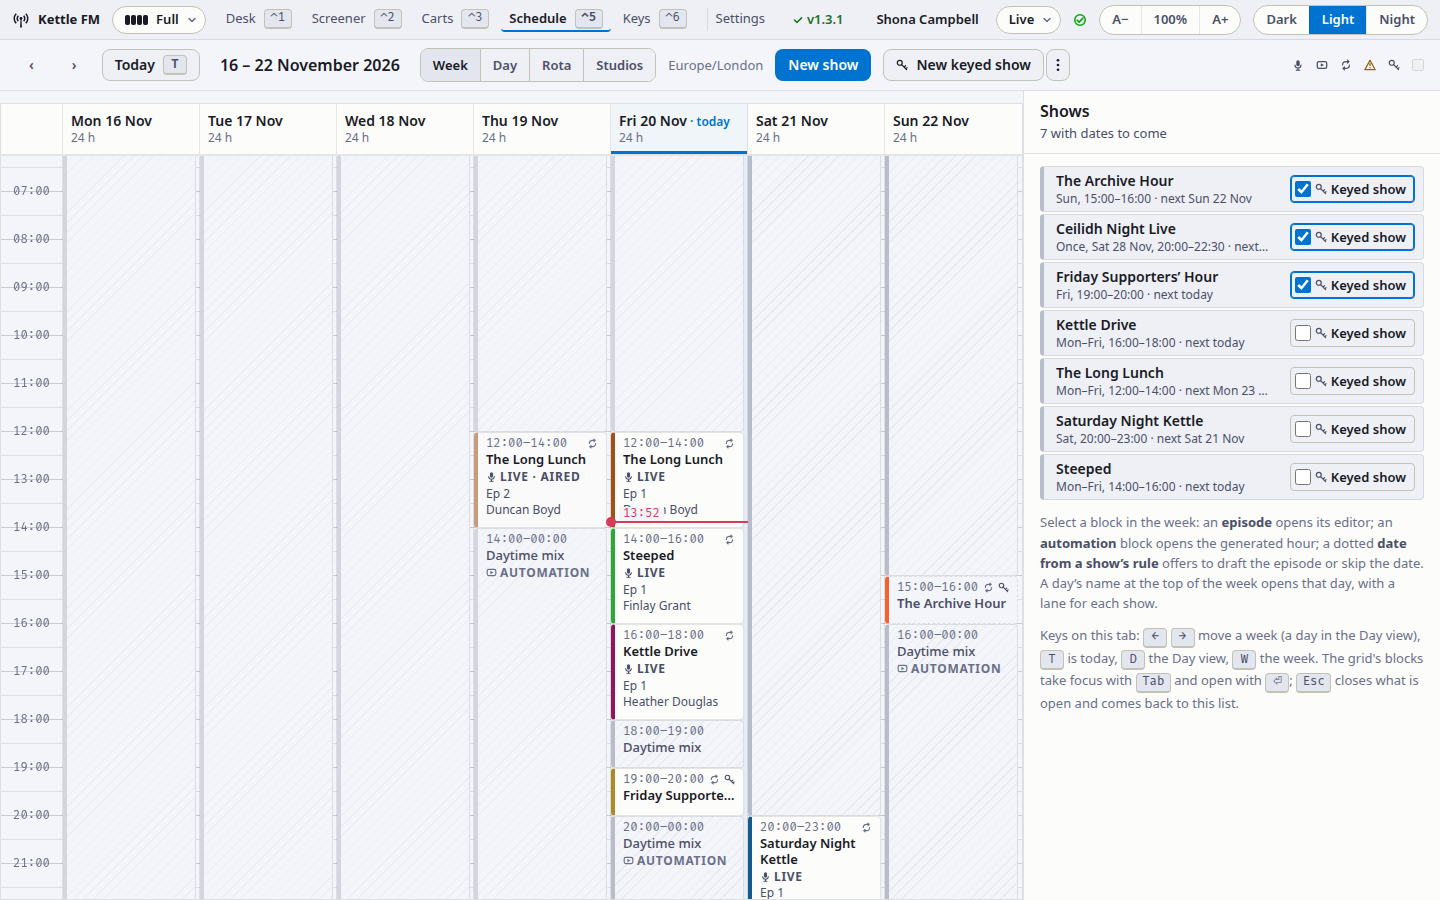 Kettle FM
Full
Desk ^1
Screener ^2
Carts ^3
Schedule ^5
Keys ^6
Settings
v1.3.1
Shona Campbell
Live
A−
100%
A+
Dark
Light
Night
‹
›
Today T
16 – 22 November 2026
Week
Day
Rota
Studios
Europe/London
New show
New keyed show
Mon 16 Nov
24 h
Tue 17 Nov
24 h
Wed 18 Nov
24 h
Thu 19 Nov
24 h
Fri 20 Nov · today
24 h
Sat 21 Nov
24 h
Sun 22 Nov
24 h
07:00
08:00
09:00
10:00
11:00
12:00
13:00
14:00
15:00
16:00
17:00
18:00
19:00
20:00
21:00
12:00–14:00
The Long Lunch
LIVE · AIRED
Ep 2
Duncan Boyd
14:00–00:00
Daytime mix
AUTOMATION
12:00–14:00
The Long Lunch
LIVE
Ep 1
Boyd
13:52
14:00–16:00
Steeped
LIVE
Ep 1
Finlay Grant
16:00–18:00
Kettle Drive
LIVE
Ep 1
Heather Douglas
18:00–19:00
Daytime mix
19:00–20:00
Friday Supporte…
20:00–00:00
Daytime mix
AUTOMATION
20:00–23:00
Saturday Night
Kettle
LIVE
Ep 1
15:00–16:00
The Archive Hour
16:00–00:00
Daytime mix
AUTOMATION
Shows
7 with dates to come
The Archive Hour
Sun, 15:00–16:00 · next Sun 22 Nov
Keyed show
Ceilidh Night Live
Once, Sat 28 Nov, 20:00–22:30 · next…
Keyed show
Friday Supporters’ Hour
Fri, 19:00–20:00 · next today
Keyed show
Kettle Drive
Mon–Fri, 16:00–18:00 · next today
Keyed show
The Long Lunch
Mon–Fri, 12:00–14:00 · next Mon 23 …
Keyed show
Saturday Night Kettle
Sat, 20:00–23:00 · next Sat 21 Nov
Keyed show
Steeped
Mon–Fri, 14:00–16:00 · next today
Keyed show
Select a block in the week: an episode opens its editor; an
automation block opens the generated hour; a dotted date
from a show’s rule offers to draft the episode or skip the date.
A day’s name at the top of the week opens that day, with a
lane for each show.
Keys on this tab: ← → move a week (a day in the Day view),
T is today, D the Day view, W the week. The grid's blocks
take focus with Tab and open with ⏎; Esc closes what is
open and comes back to this list.